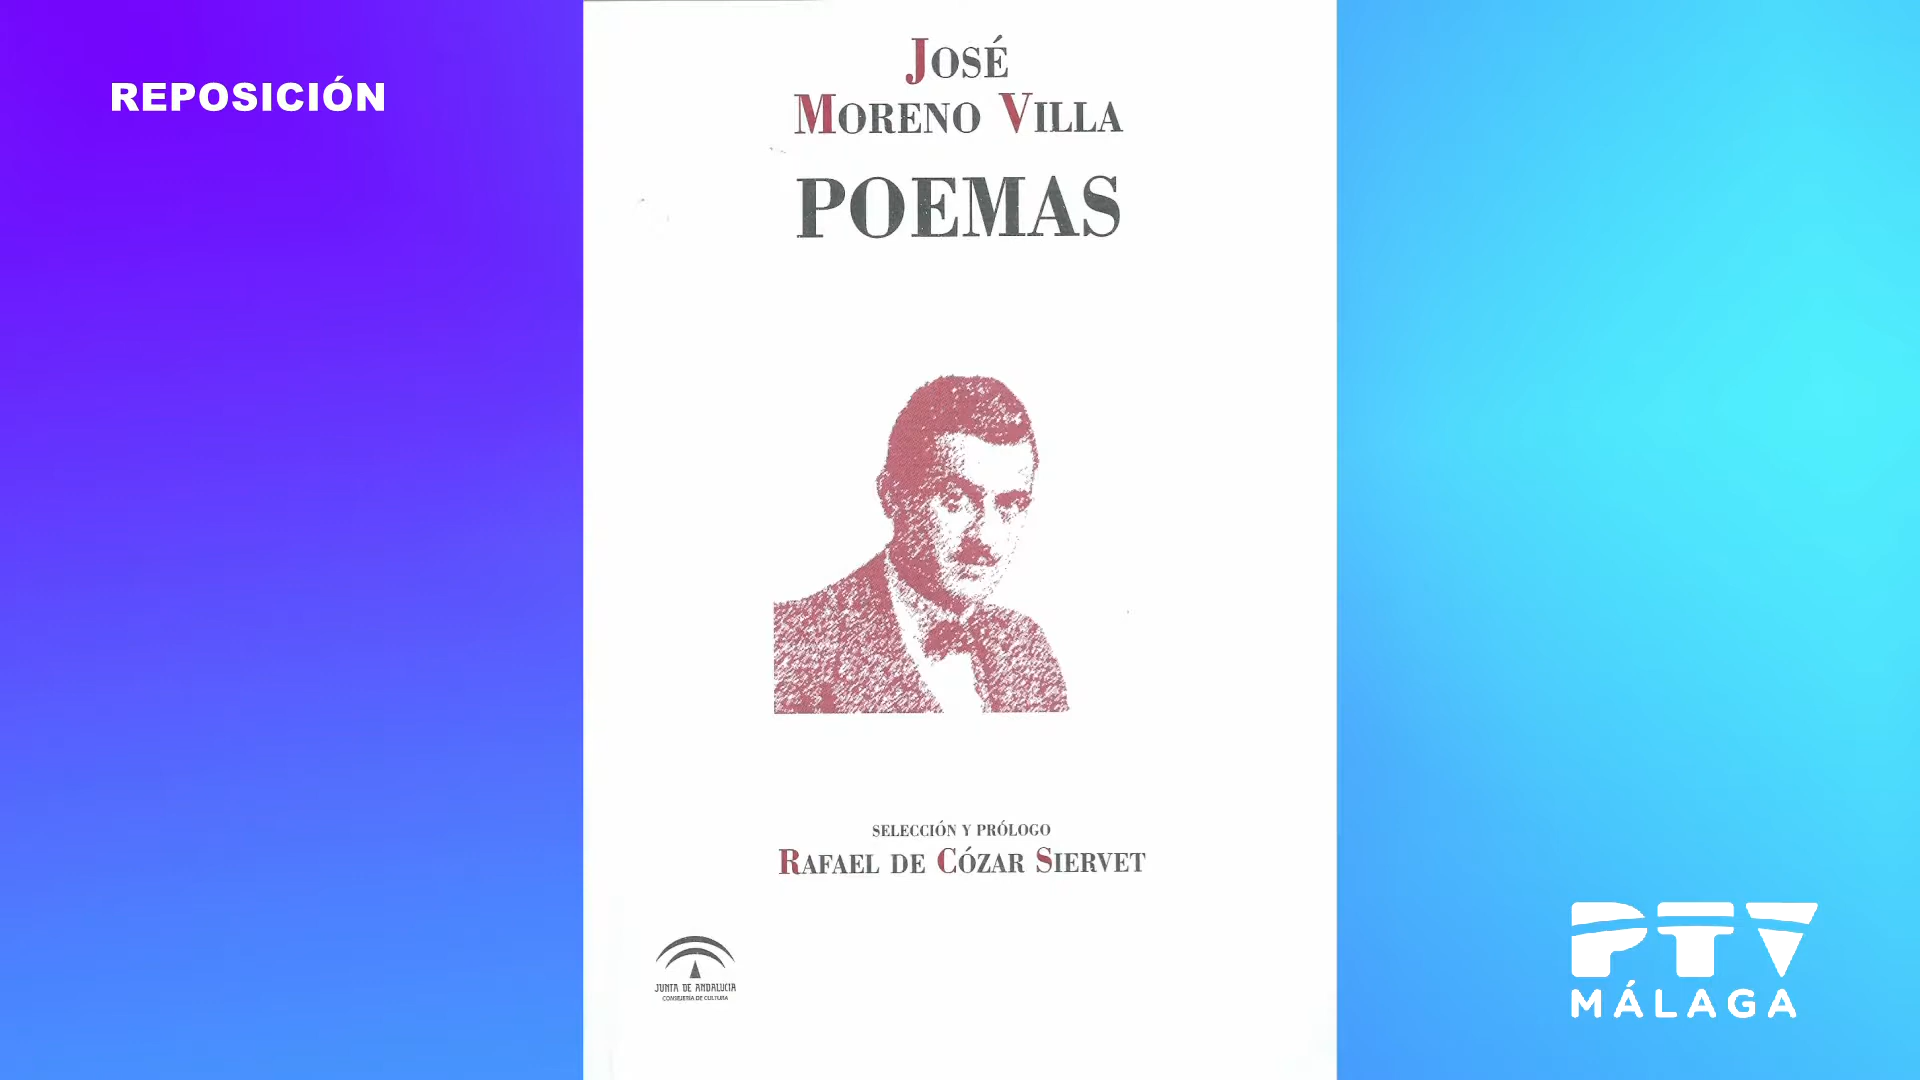 REPOSICIÓN
JOSÉ
MORENO VILLA
POEMAS
SELECCIÓN Y PRÓLOGO
RAFAEL DE CÓZAR SIERVET
JUNTA DE ANDALUCIA
CONSEJERÍA DE CULTURA
PTV
MÁLAGA